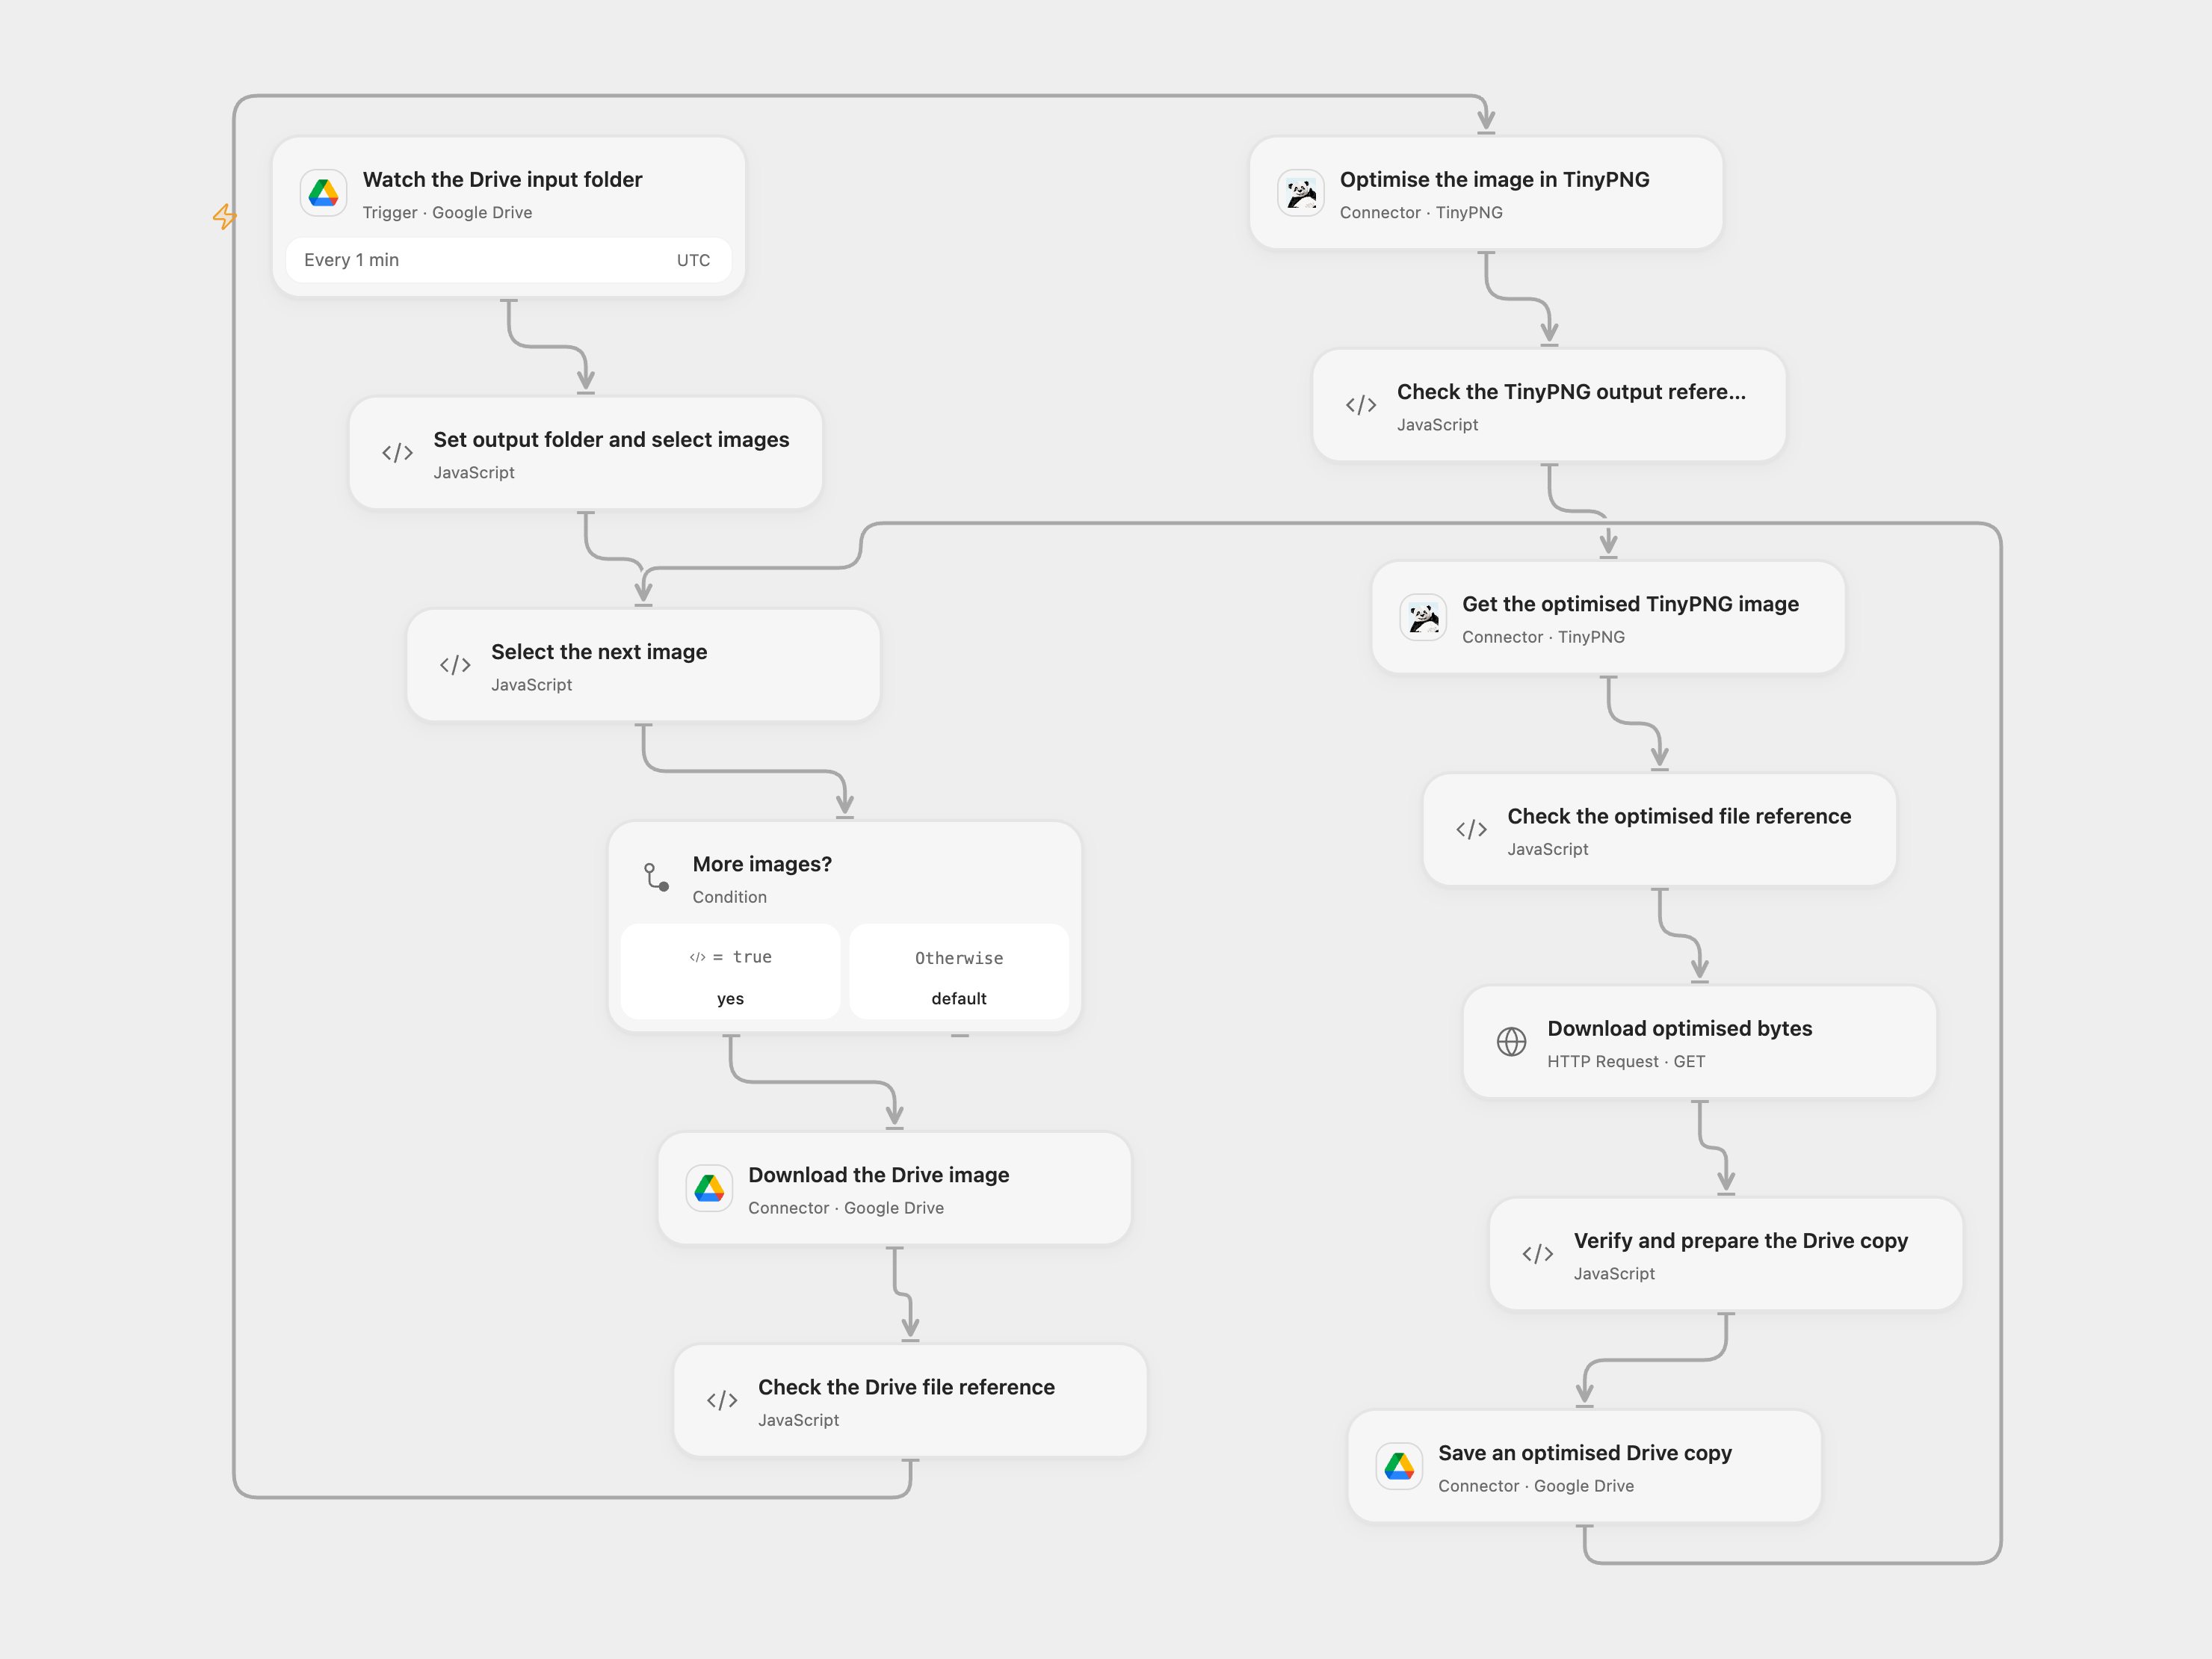 Watch the Drive input folder
Trigger · Google Drive
Every 1 min UTC
Set output folder and select images
JavaScript
Select the next image
JavaScript
More images?
Condition
</> = true
yes
Otherwise
default
Download the Drive image
Connector · Google Drive
Check the Drive file reference
JavaScript
Optimise the image in TinyPNG
Connector · TinyPNG
Check the TinyPNG output refere...
JavaScript
Get the optimised TinyPNG image
Connector · TinyPNG
Check the optimised file reference
JavaScript
Download optimised bytes
HTTP Request · GET
Verify and prepare the Drive copy
JavaScript
Save an optimised Drive copy
Connector · Google Drive